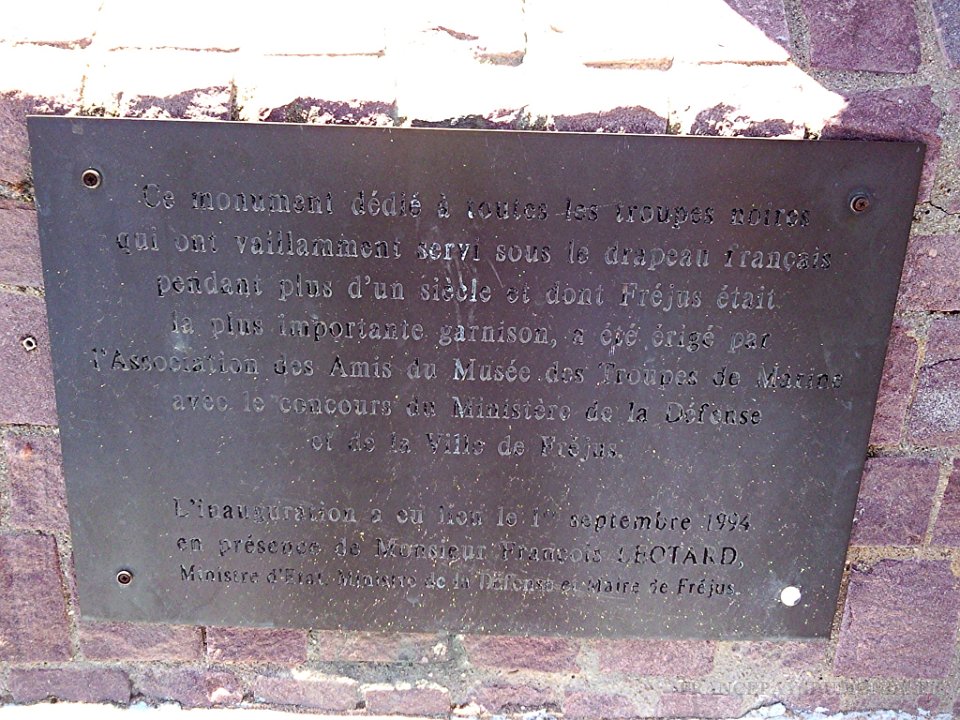 Ce monument dédié à toutes les troupes noires
qui ont vaillamment servi sous le drapeau français
pendant plus d'un siècle et dont Fréjus était
la plus importante garnison, a été érigé par
l'Association des Amis du Musée des Troupes de Marine
avec le concours du Ministère de la Défense
et de la Ville de Fréjus.
L'inauguration a eu lieu le 1er septembre 1994
en présence de Monsieur François LEOTARD,
Ministre d'Etat, Ministre de la Défense et Maire de Fréjus.